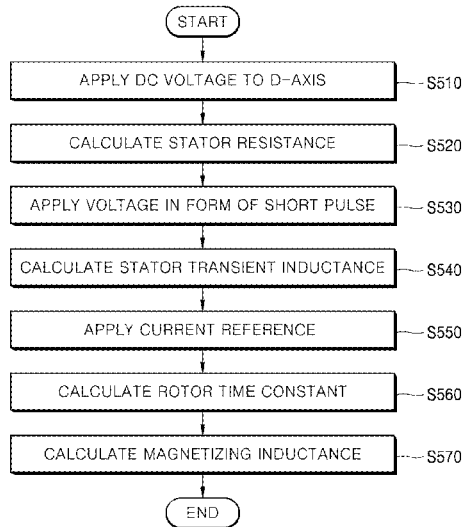 START
APPLY DC VOLTAGE TO D-AXIS
S510
CALCULATE STATOR RESISTANCE
S520
APPLY VOLTAGE IN FORM OF SHORT PULSE
S530
CALCULATE STATOR TRANSIENT INDUCTANCE
S540
APPLY CURRENT REFERENCE
S550
CALCULATE ROTOR TIME CONSTANT
S560
CALCULATE MAGNETIZING INDUCTANCE
S570
END